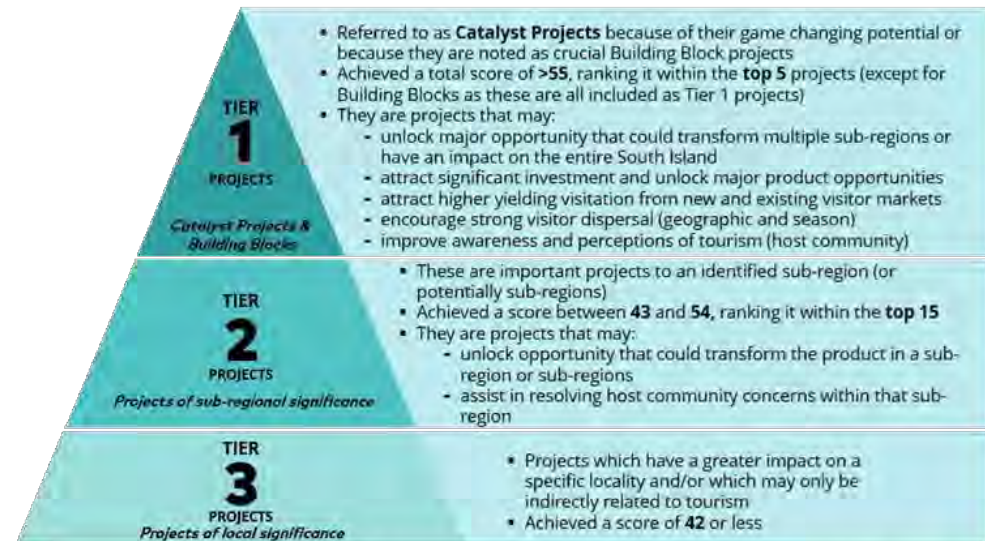 TIER
1
PROJECTS
Catalyst Projects &
Building Blocks
▪ Referred to as Catalyst Projects because of their game changing potential or
because they are noted as crucial Building Block projects
▪ Achieved a total score of >55, ranking it within the top 5 projects (except for
Building Blocks as these are all included as Tier 1 projects)
▪ They are projects that may:
- unlock major opportunity that could transform multiple sub-regions or
have an impact on the entire South Island
- attract significant investment and unlock major product opportunities
- attract higher yielding visitation from new and existing visitor markets
- encourage strong visitor dispersal (geographic and season)
- improve awareness and perceptions of tourism (host community)
TIER
2
PROJECTS
Projects of sub-regional significance
▪ These are important projects to an identified sub-region (or
potentially sub-regions)
▪ Achieved a score between 43 and 54, ranking it within the top 15
▪ They are projects that may:
- unlock opportunity that could transform the product in a sub-
region or sub-regions
- assist in resolving host community concerns within that sub-
region
TIER
3
PROJECTS
Projects of local significance
▪ Projects which have a greater impact on a
specific locality and/or which may only be
indirectly related to tourism
▪ Achieved a score of 42 or less